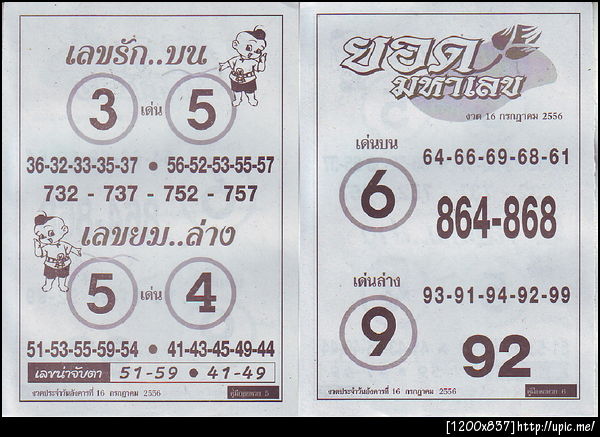 เลขรัก..บน
3 เด่น 5
36-32-33-35-37 • 56-52-53-55-57
732 - 737 - 752 - 757
เลขยม..ล่าง
5 เด่น 4
51-53-55-59-54 • 41-43-45-49-44
เลขน่าจับตา 51-59 • 41-49
งวดประจำวันอังคารที่ 16 กรกฎาคม 2556
5
ยอดมหาเลข
งวด 16 กรกฎาคม 2556
เด่นบน
6
64-66-69-68-61
864-868
เด่นล่าง
9
93-91-94-92-99
92
งวดประจำวันอังคารที่ 16 กรกฎาคม 2556
6
[1200x837]http://upic.me/